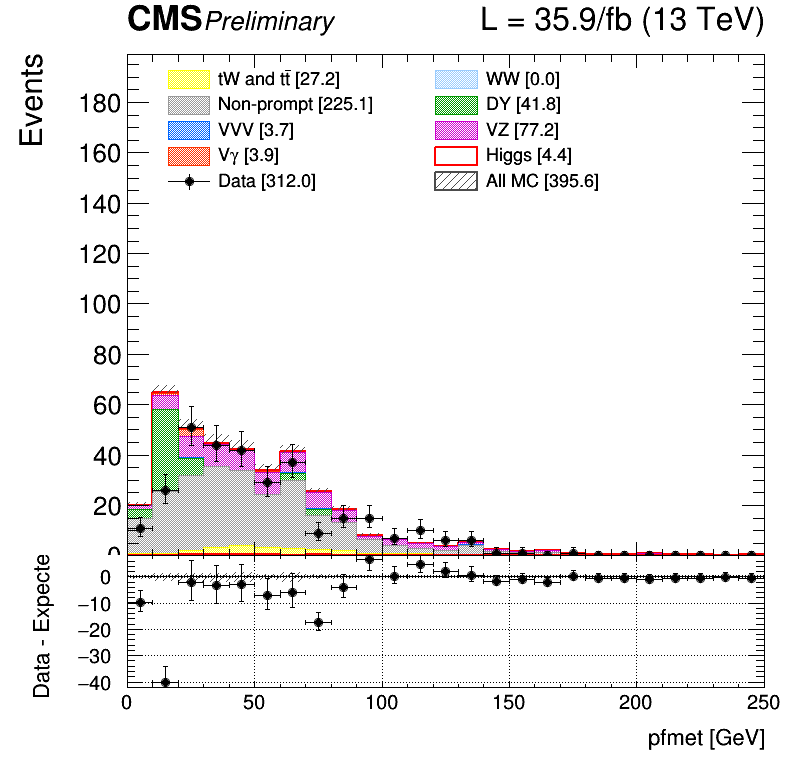 CMS Preliminary L = 35.9/fb (13 TeV)
Events
tW and tt̄ [27.2] WW [0.0]
Non-prompt [225.1] DY [41.8]
VVV [3.7] VZ [77.2]
Vγ [3.9] Higgs [4.4]
Data [312.0] All MC [395.6]
180
160
140
120
100
80
60
40
20
0
Data - Expecte
0
−10
−20
−30
−40
0 50 100 150 200 250
pfmet [GeV]